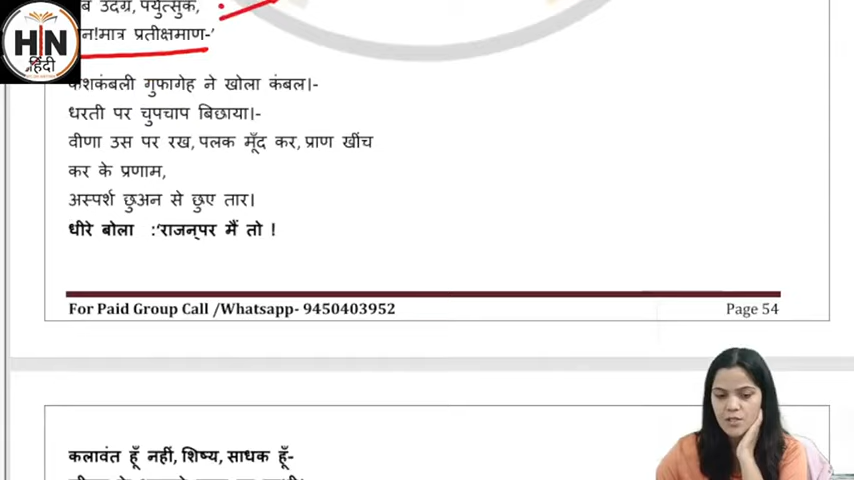 उदग्र, पर्युत्सुक,
न!मात्र प्रतीक्षमाण-’
HIN
हिंदी
केशकंबली गुफागेह ने खोला कंबल।-
धरती पर चुपचाप बिछाया।-
वीणा उस पर रख, पलक मूँद कर, प्राण खींच
कर के प्रणाम,
अस्पर्श छुअन से छुए तार।
धीरे बोला :‘राजन्पर मैं तो !
For Paid Group Call /Whatsapp- 9450403952
Page 54
कलावंत हूँ नहीं, शिष्य, साधक हूँ-